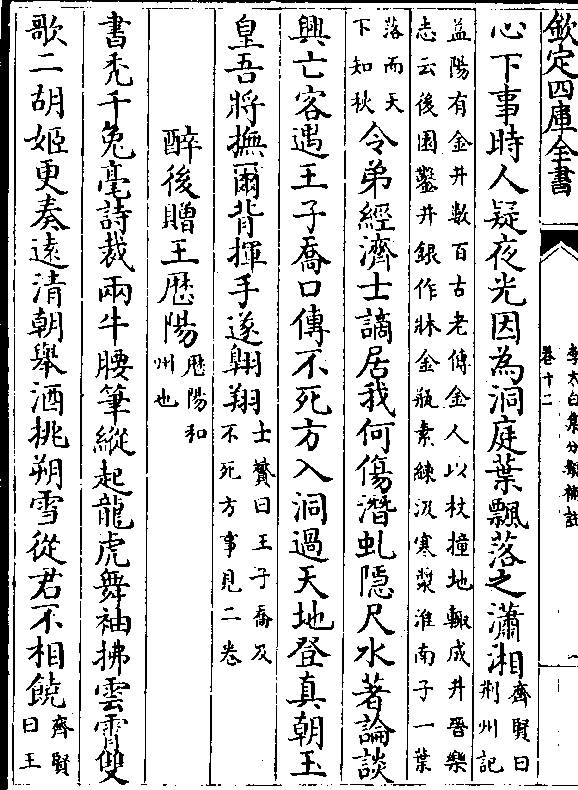 欽定四庫全書
李太白集分類補註
卷十二
一
心下事時人疑夜光因為洞庭葉飄落之瀟湘齊賢曰荆州記
益陽有金井數百古老傳金人以杖撞地輒成井晉樂
志云後園鑿井銀作牀金瓶素練汲寒漿淮南子一葉
落而天
下知秋
令弟經濟士謫居我何傷潛虬隱尺水著論談
興亡客遇王子喬口傳不死方入洞過天地登真朝玉
皇吾將撫爾背揮手遂翱翔士贇曰王子喬及不死方事見二卷
醉後贈王歴陽歴陽和州也
書禿千兔毫詩裁兩牛腰筆縱起龍虎舞袖拂雲霄雙
歌二胡姬更奏遠清朝舉酒挑朔雪從君不相饒齊賢曰王